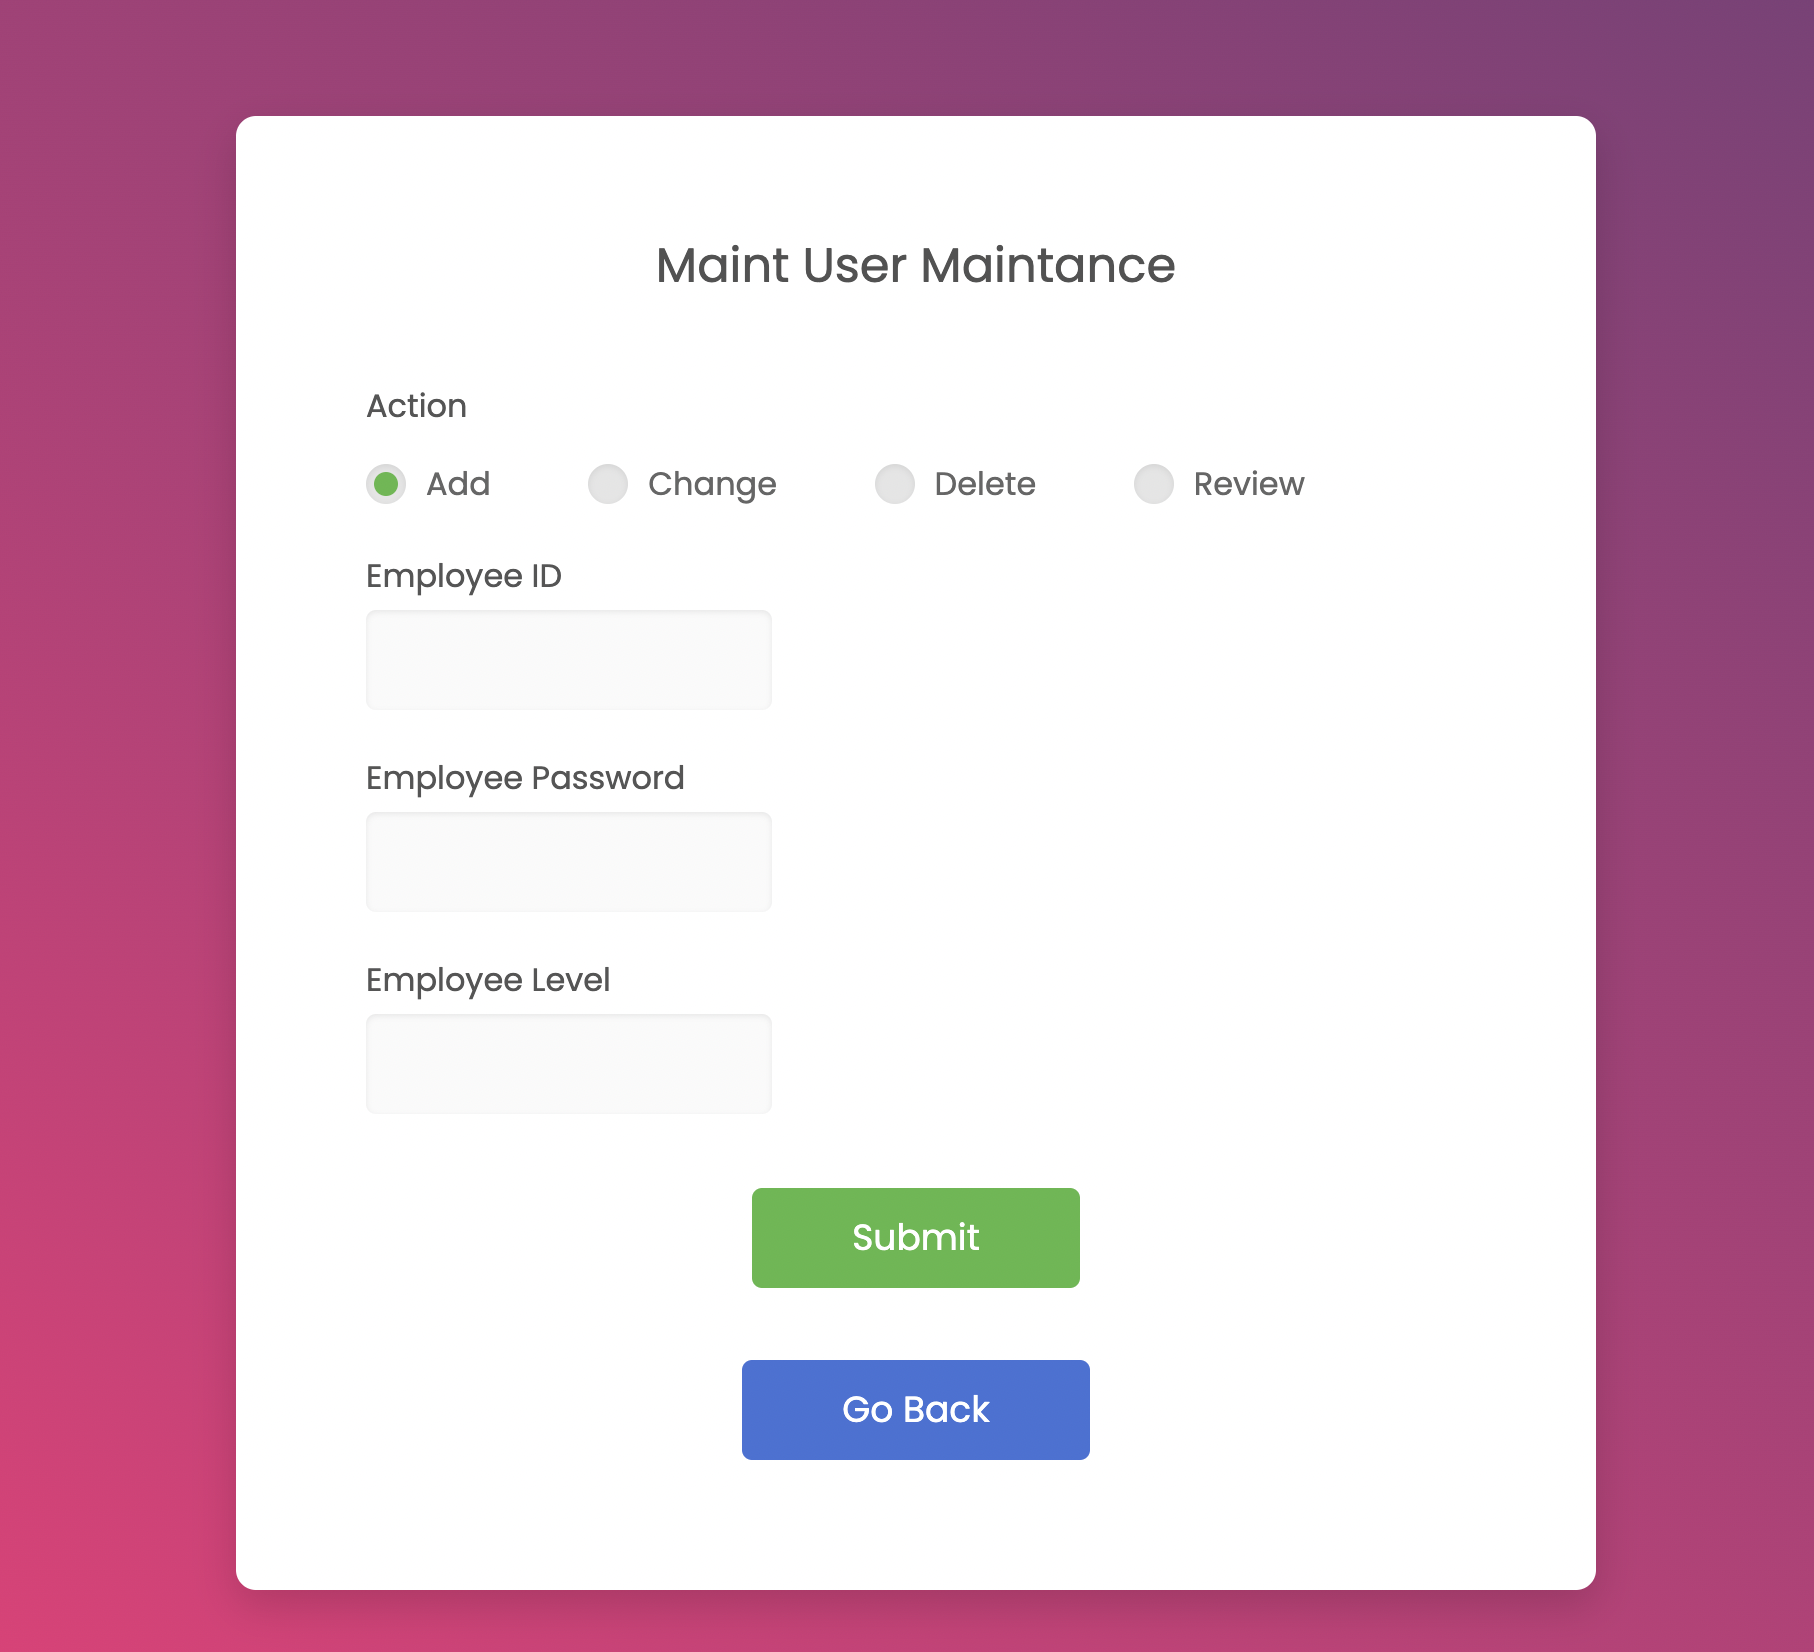 Maint User Maintance
Action
Add Change Delete Review
Employee ID
Employee Password
Employee Level
Submit
Go Back